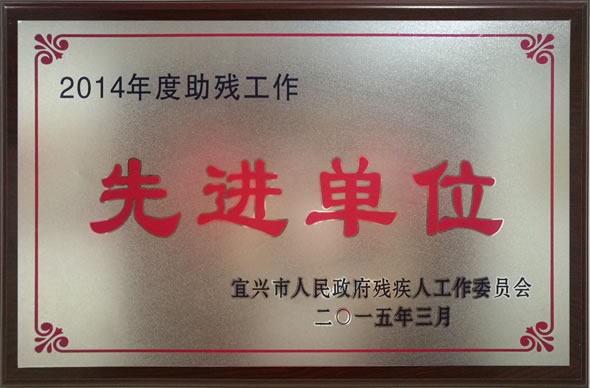 2014年度助残工作
先进单位
宜兴市人民政府残疾人工作委员会
二〇一五年三月